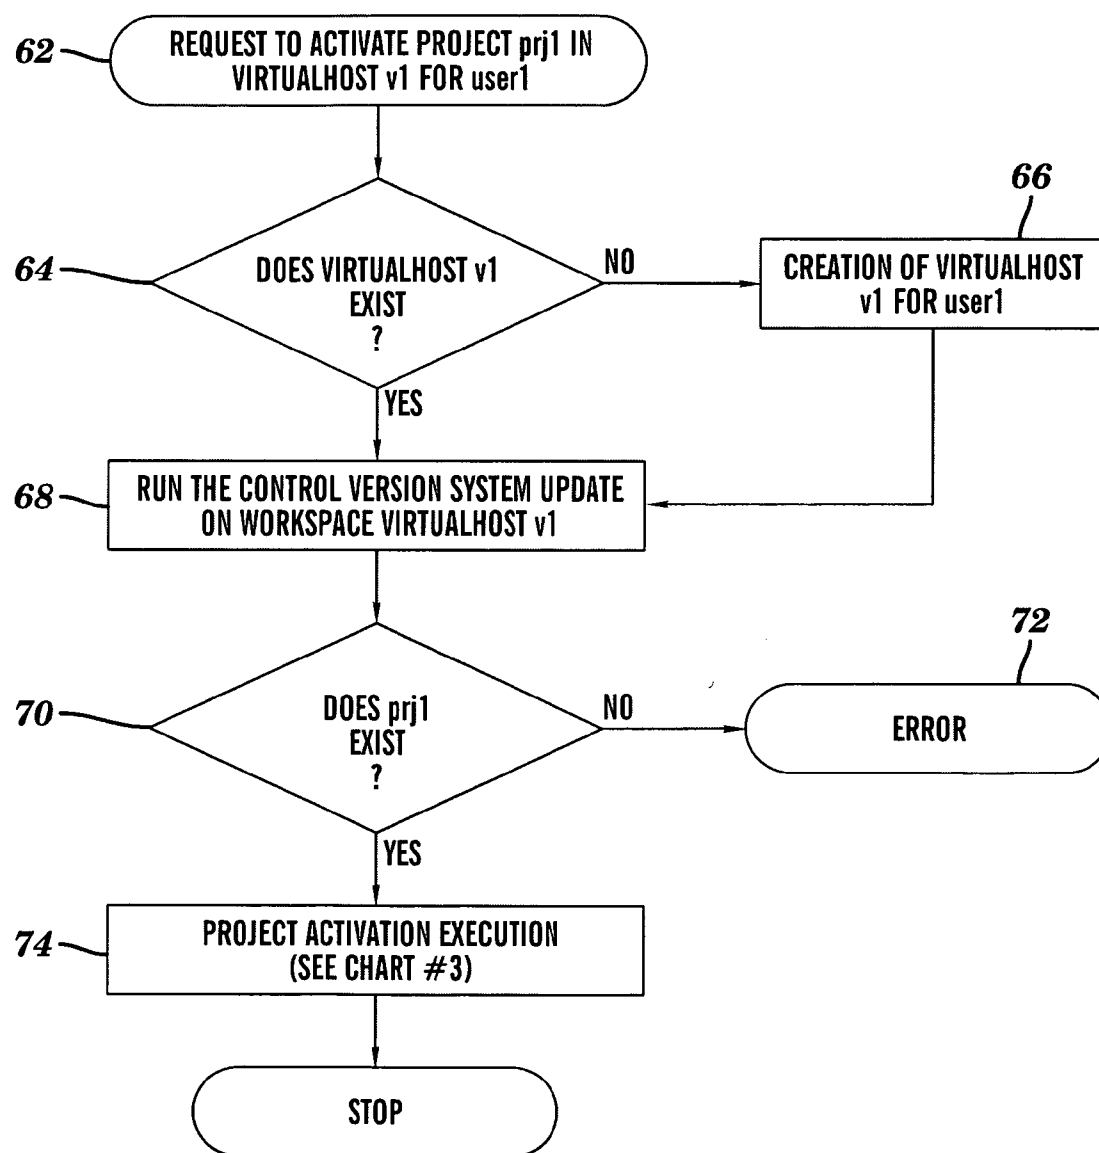 62
REQUEST TO ACTIVATE PROJECT prj1 IN
VIRTUALHOST v1 FOR user1
66
64
DOES VIRTUALHOST v1
EXIST
?
NO
CREATION OF VIRTUALHOST
v1 FOR user1
YES
68
RUN THE CONTROL VERSION SYSTEM UPDATE
ON WORKSPACE VIRTUALHOST v1
72
70
DOES prj1
EXIST
?
NO
ERROR
YES
74
PROJECT ACTIVATION EXECUTION
(SEE CHART #3)
STOP